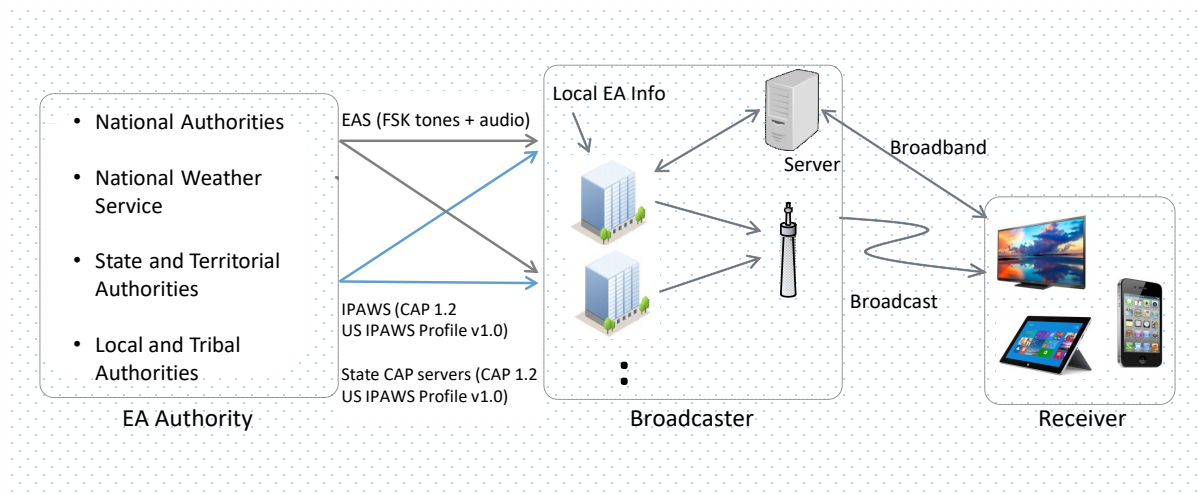 • National Authorities
• National Weather
Service
• State and Territorial
Authorities
• Local and Tribal
Authorities
EA Authority
EAS (FSK tones + audio)
IPAWS (CAP 1.2
US IPAWS Profile v1.0)
State CAP servers (CAP 1.2
US IPAWS Profile v1.0)
Local EA Info
Server
:
Broadcaster
Broadband
Broadcast
Receiver